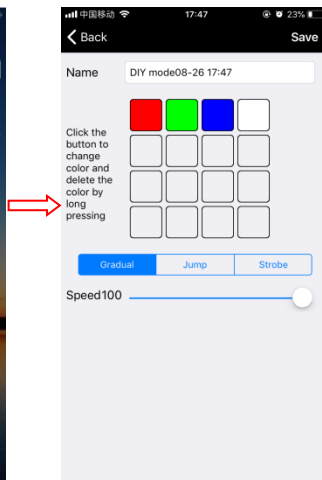 中国移动 17:47 23%
Back Save
Name DIY mode08-26 17:47
Click the
button to
change
color and
delete the
color by
long
pressing
Gradual Jump Strobe
Speed100